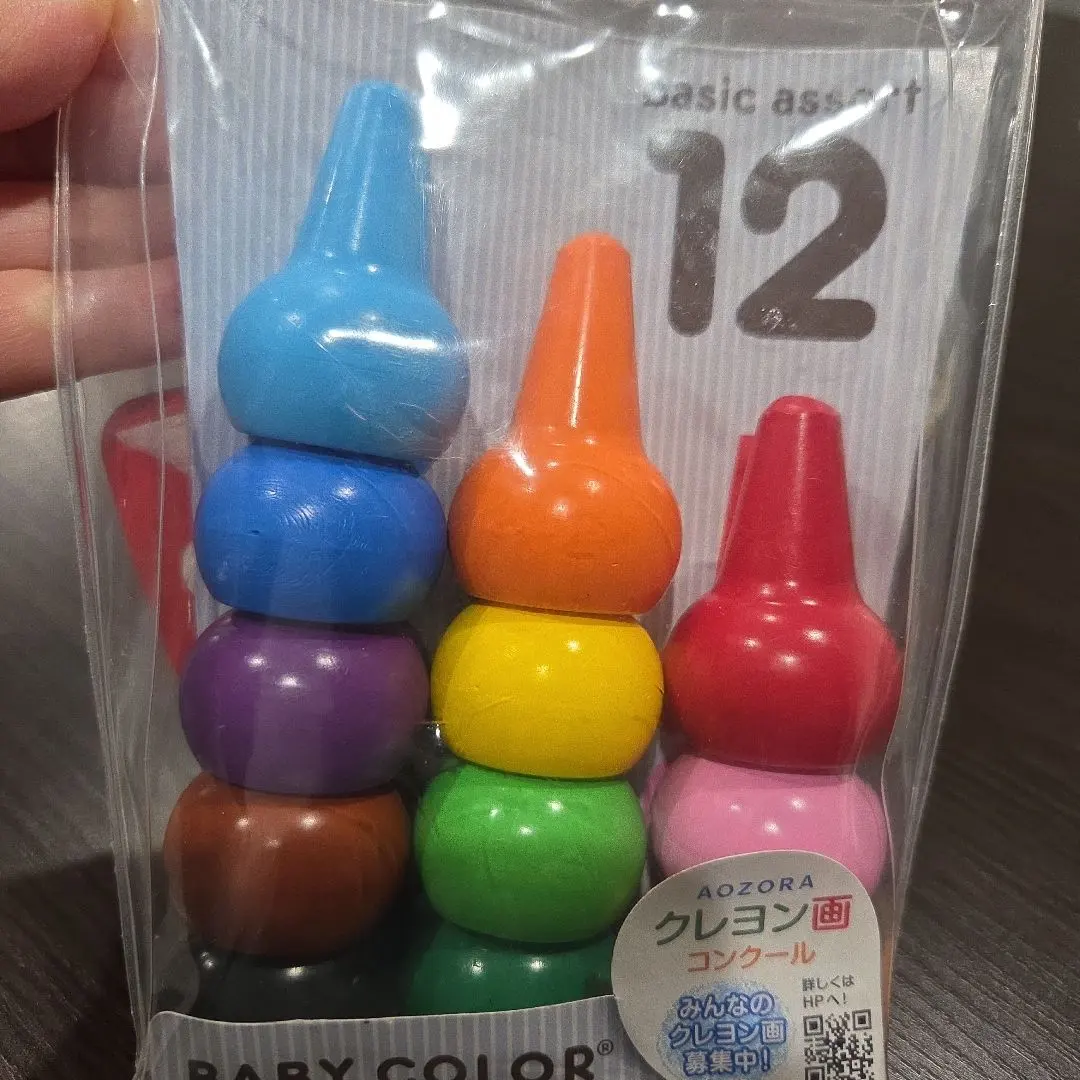 Basic assort
12
AOZORA
クレヨン画
コンクール
詳しくは
HPへ!
みんなの
クレヨン画
募集中!
BABY COLOR®